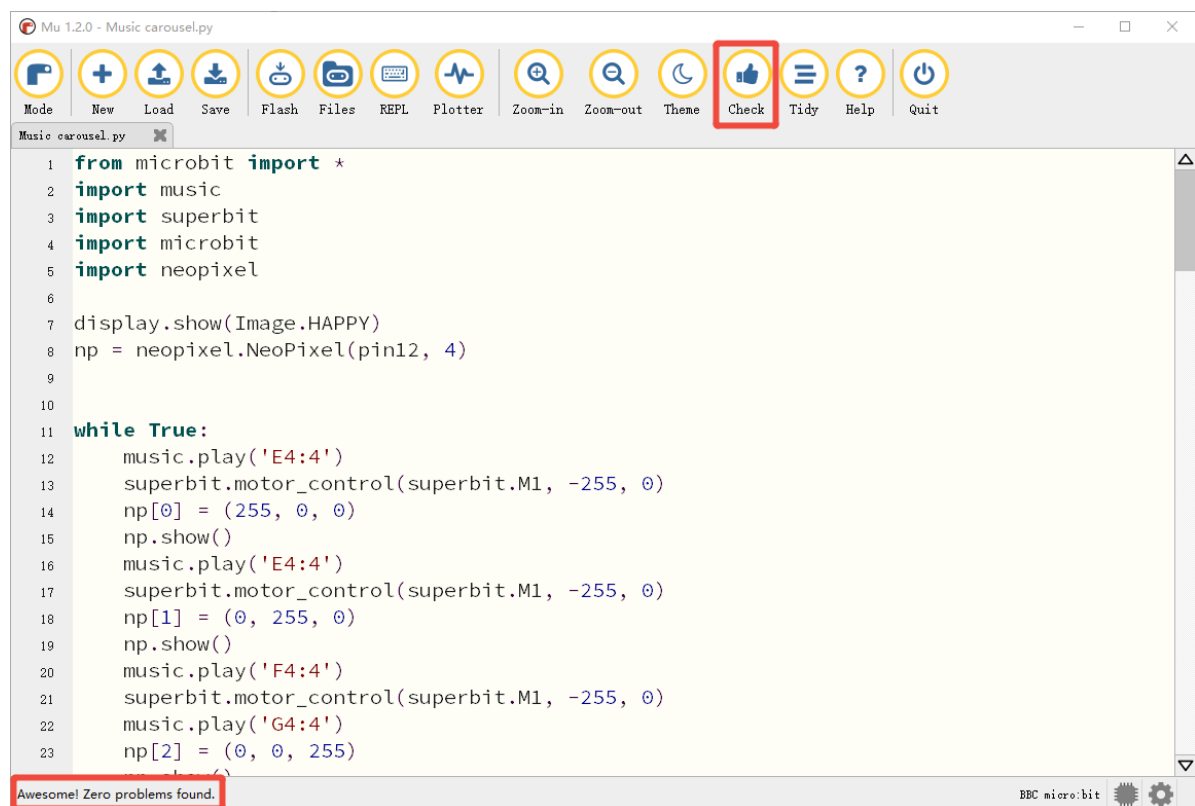 Mu 1.2.0 - Music carousel.py
Mode New Load Save Flash Files REPL Plotter Zoom-in Zoom-out Theme Check Tidy Help Quit
Music carousel.py
1 from microbit import *
2 import music
3 import superbit
4 import microbit
5 import neopixel
6
7 display.show(Image.HAPPY)
8 np = neopixel.NeoPixel(pin12, 4)
9
10
11 while True:
12 music.play('E4:4')
13 superbit.motor_control(superbit.M1, -255, 0)
14 np[0] = (255, 0, 0)
15 np.show()
16 music.play('E4:4')
17 superbit.motor_control(superbit.M1, -255, 0)
18 np[1] = (0, 255, 0)
19 np.show()
20 music.play('F4:4')
21 superbit.motor_control(superbit.M1, -255, 0)
22 music.play('G4:4')
23 np[2] = (0, 0, 255)
Awesome! Zero problems found. BBC micro:bit